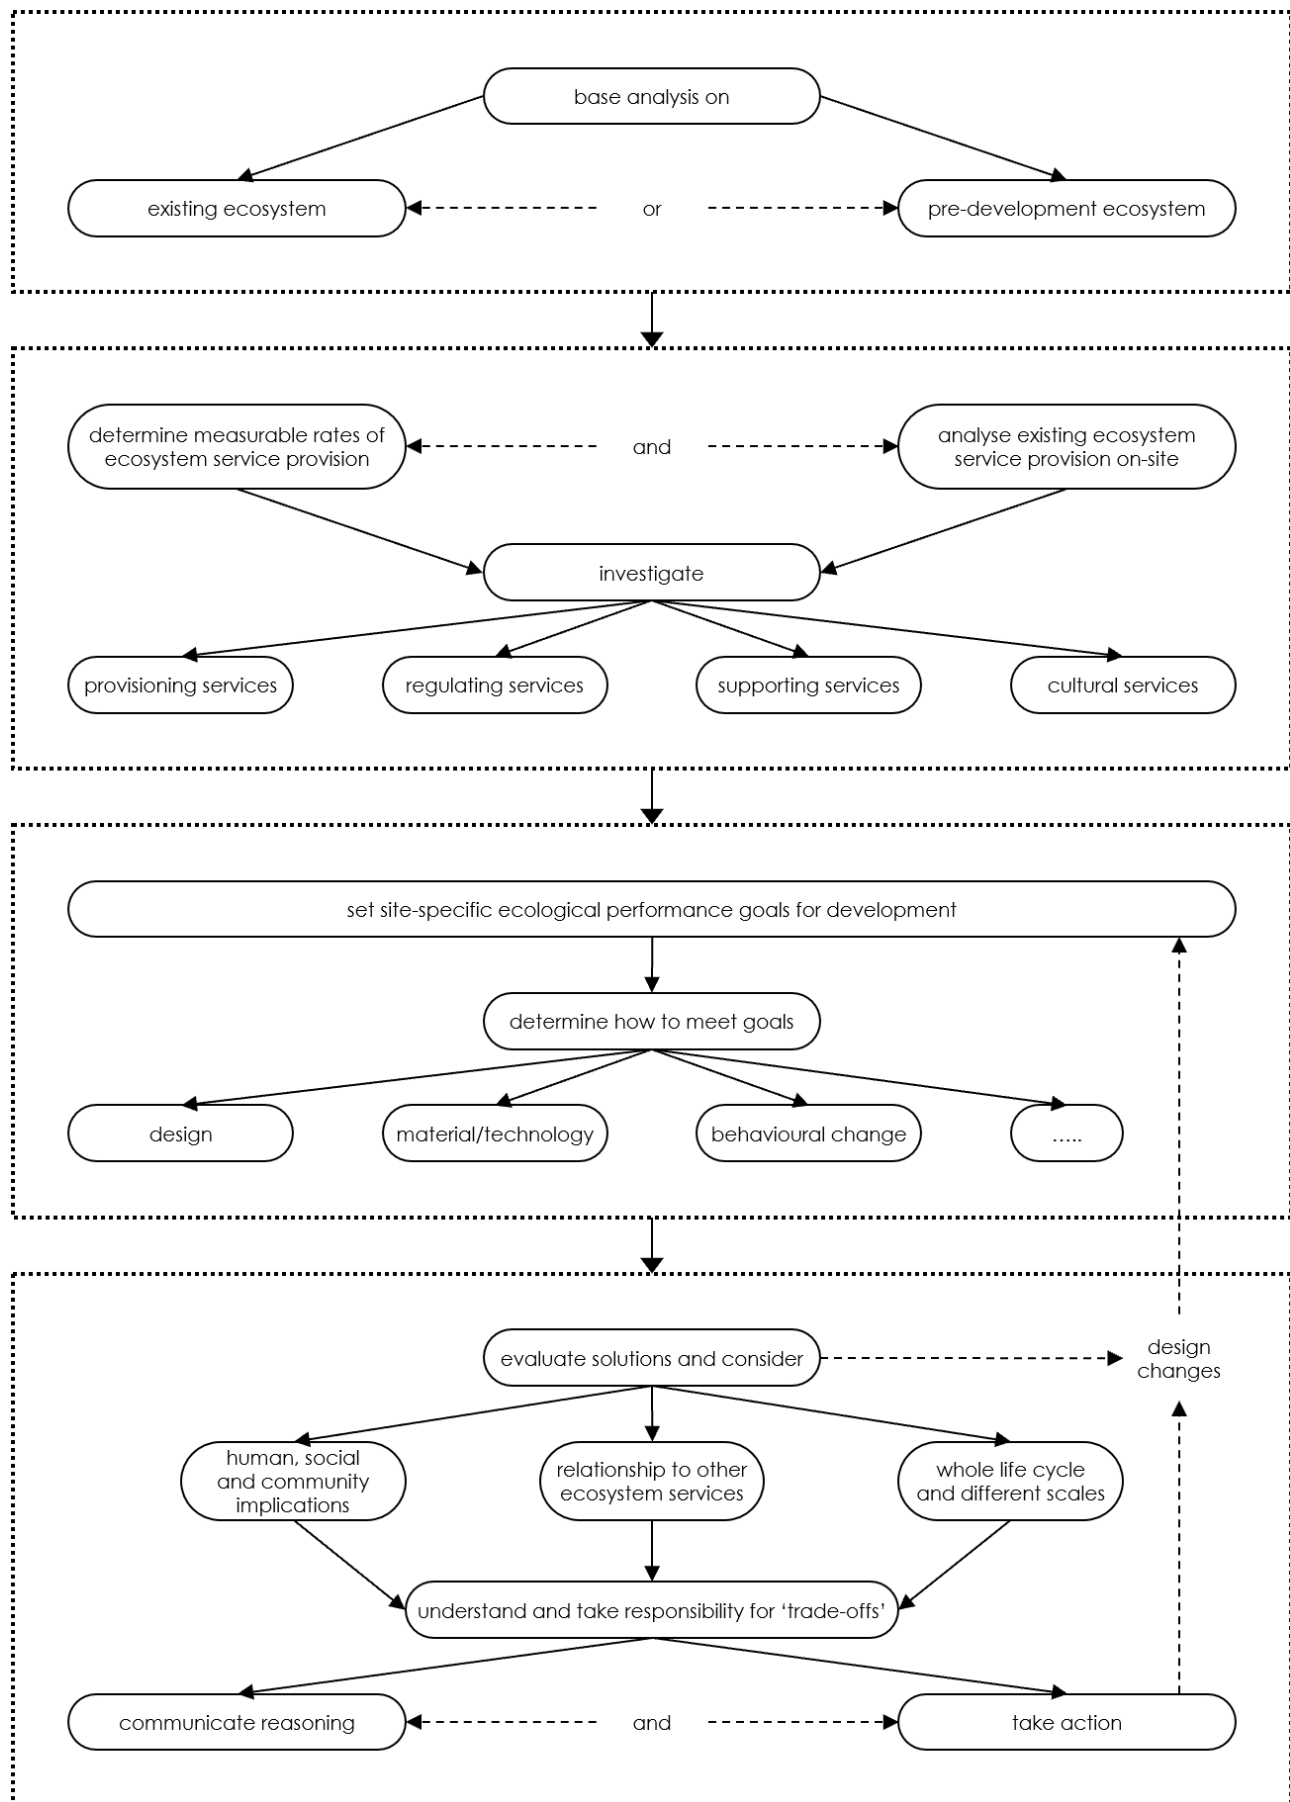 base analysis on
existing ecosystem
or
pre-development ecosystem
determine measurable rates of
ecosystem service provision
and
analyse existing ecosystem
service provision on-site
investigate
provisioning services
regulating services
supporting services
cultural services
set site-specific ecological performance goals for development
determine how to meet goals
design
material/technology
behavioural change
.....
evaluate solutions and consider
design
changes
human, social
and community
implications
relationship to other
ecosystem services
whole life cycle
and different scales
understand and take responsibility for ‘trade-offs’
communicate reasoning
and
take action